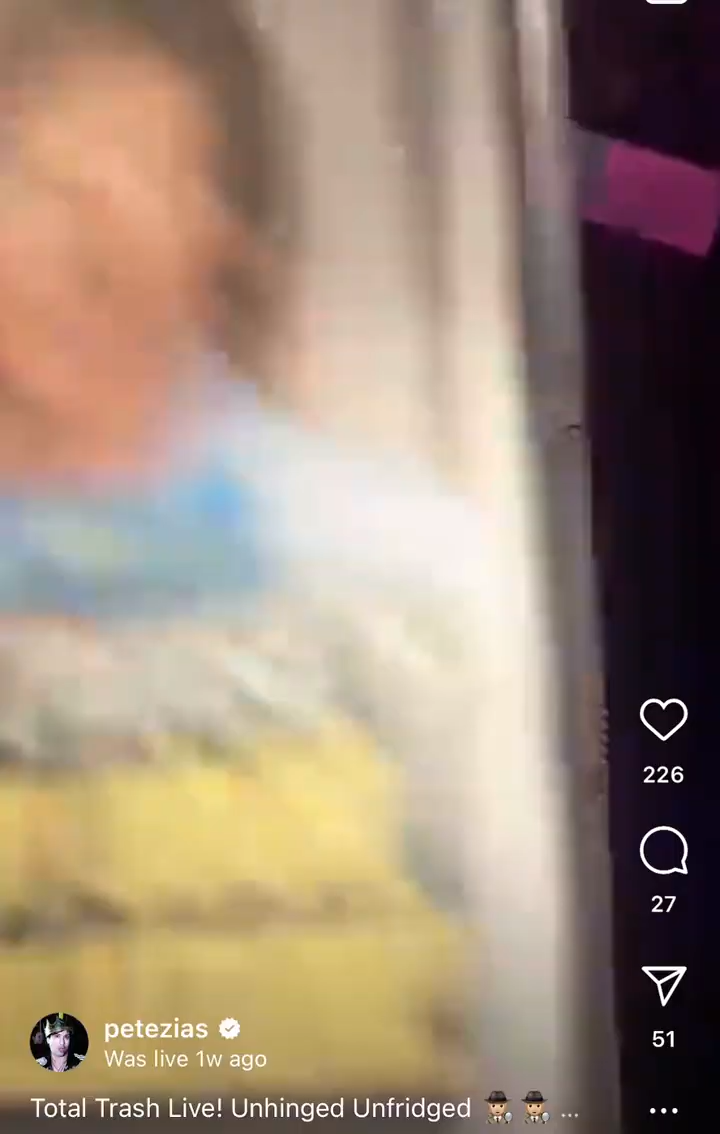 226
27
51
petezias
Was live 1w ago
Total Trash Live! Unhinged Unfridged 🕵🏼 🕵🏼 ...